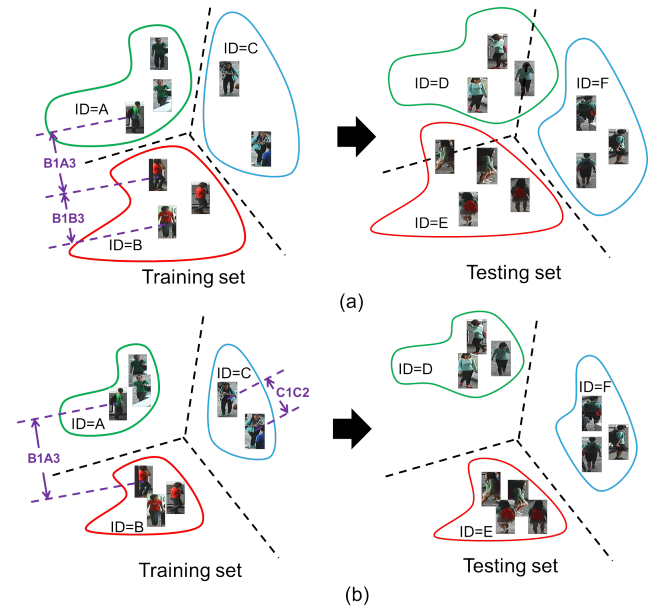 ID=A
ID=C
B1A3
B1B3
ID=B
Training set
ID=D
ID=F
ID=E
Testing set
(a)
ID=A
ID=C
C1C2
B1A3
ID=B
Training set
ID=D
ID=F
ID=E
Testing set
(b)